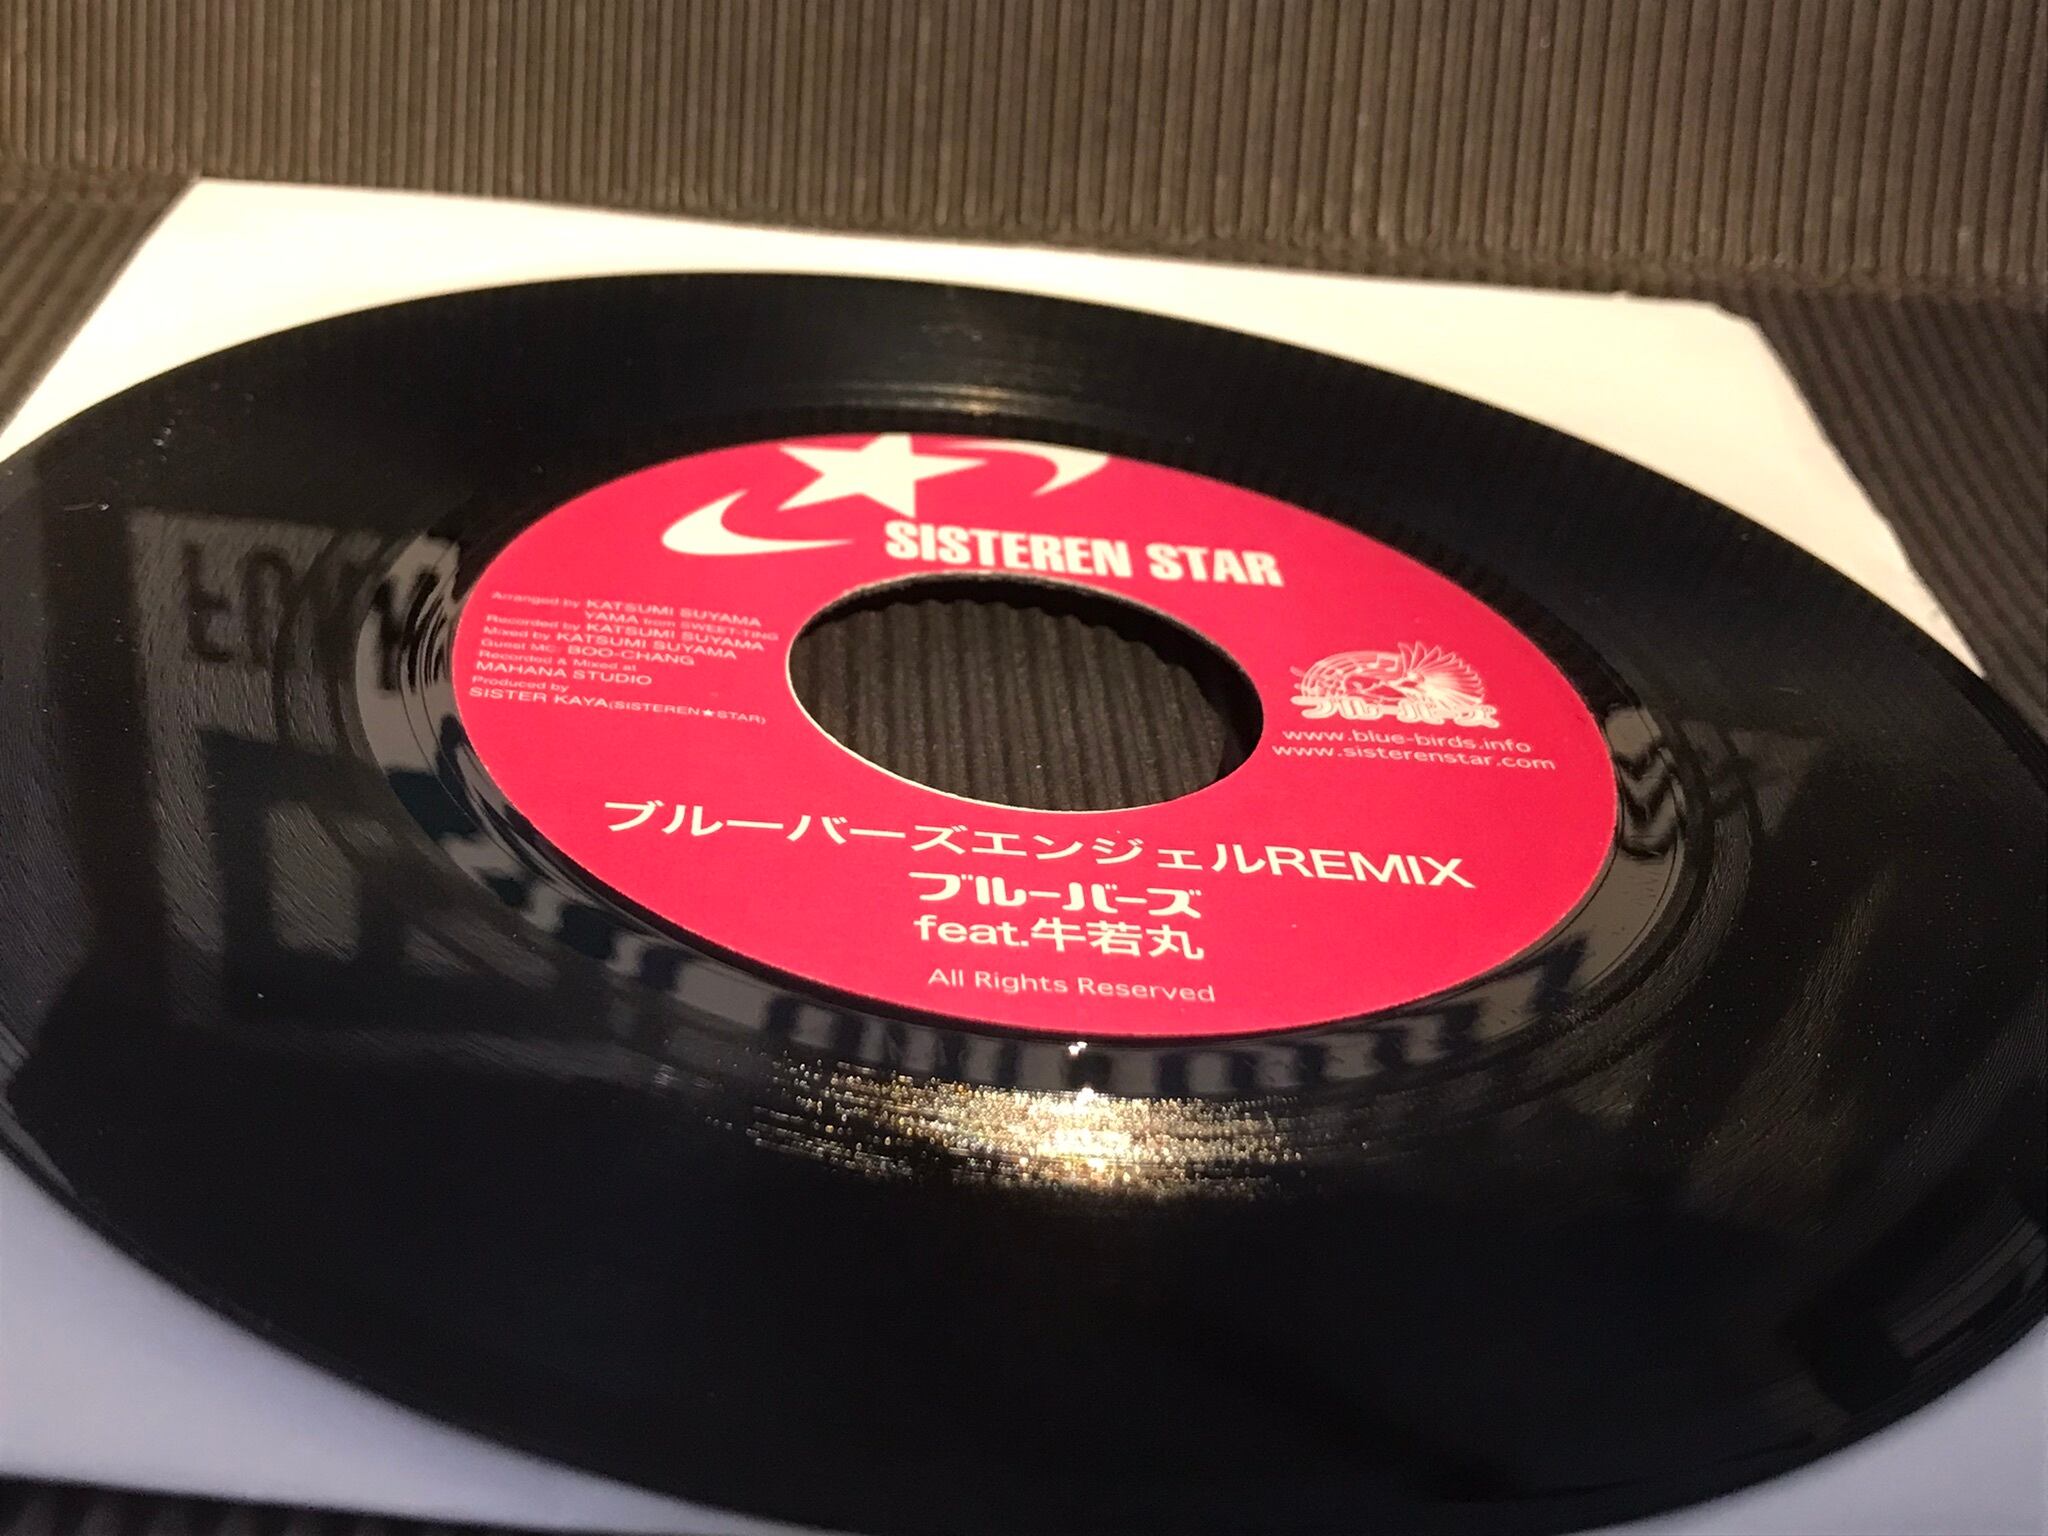 SISTEREN STAR
Arranged by KATSUMI SUYAMA
YAMA from SWEET-TING
Recorded by KATSUMI SUYAMA
Mixed by KATSUMI SUYAMA
Guest MC: BOO-CHANG
Recorded & Mixed at
MAHANA STUDIO
Produced by
SISTER KAYA(SISTEREN★STAR)
ブルーバーズ
www.blue-birds.info
www.sisterenstar.com
ブルーバーズエンジェルREMIX
ブルーバーズ
feat.牛若丸
All Rights Reserved